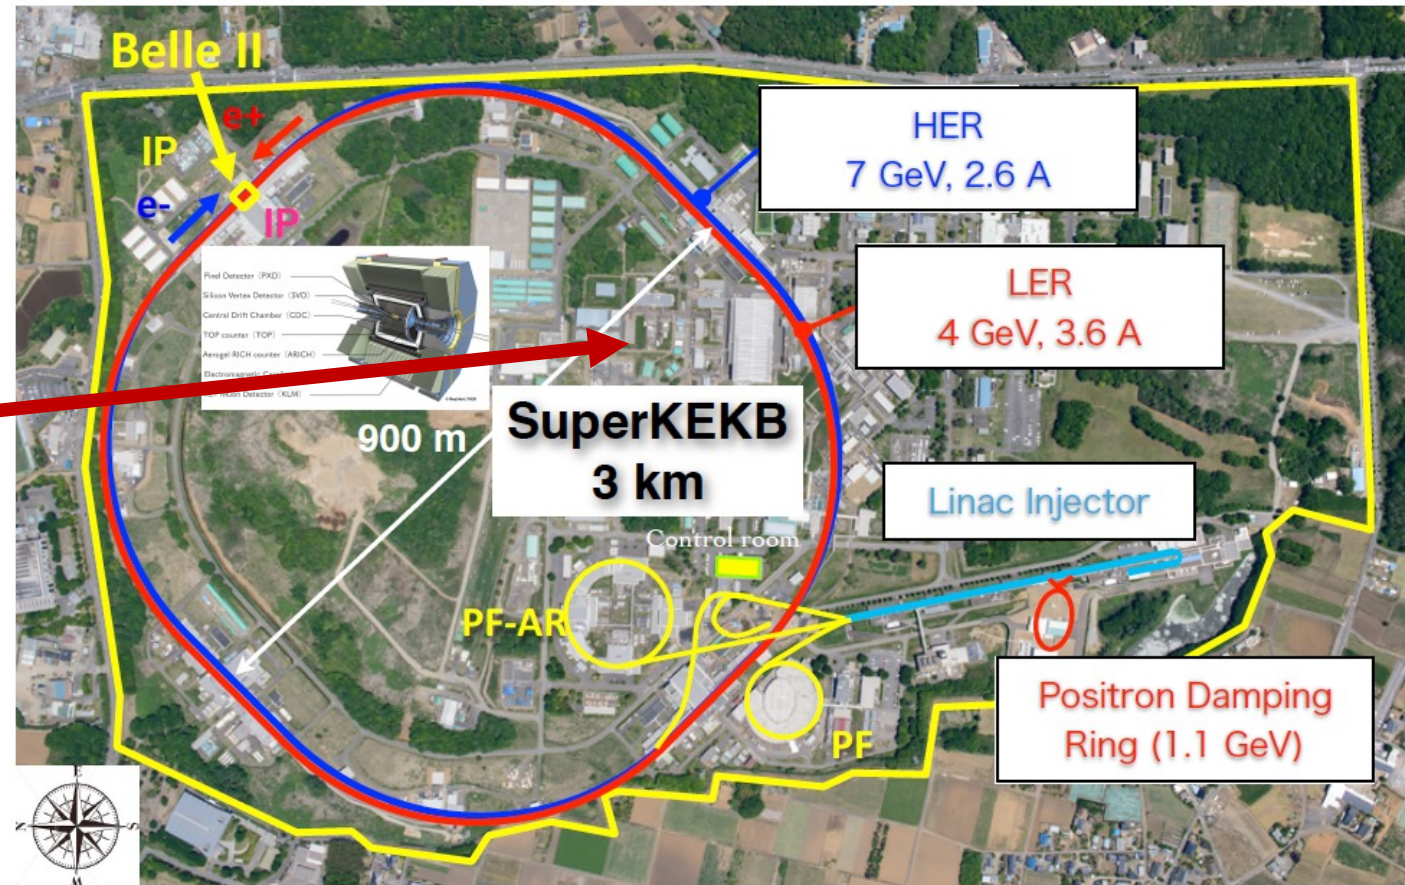 Belle II
e+
IP
e-
IP
HER
7 GeV, 2.6 A
LER
4 GeV, 3.6 A
Pixel Detector (PXD)
Silicon Vertex Detector (SVD)
Central Drift Chamber (CDC)
TOP counter (TOP)
Aerogel RICH counter (ARICH)
Detector (KLM)
900 m
SuperKEKB
3 km
Linac Injector
Control room
PF-AR
PF
Positron Damping
Ring (1.1 GeV)
E
N
S
W